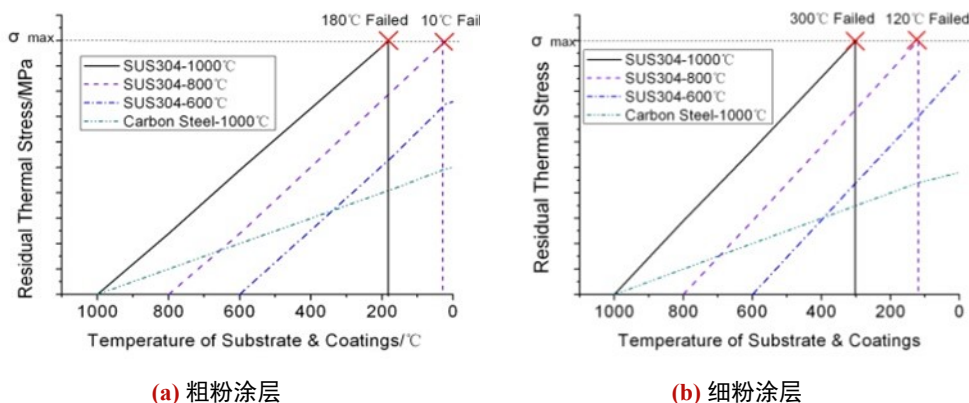 180℃ Failed 10℃ Fail
σ max
SUS304-1000℃
SUS304-800℃
SUS304-600℃
Carbon Steel-1000℃
Residual Thermal Stress/MPa
1000 800 600 400 200 0
Temperature of Substrate & Coatings/℃
(a) 粗粉涂层
300℃ Failed 120℃ Failed
σ max
SUS304-1000℃
SUS304-800℃
SUS304-600℃
Carbon Steel-1000℃
Residual Thermal Stress
1000 800 600 400 200 0
Temperature of Substrate & Coatings
(b) 细粉涂层